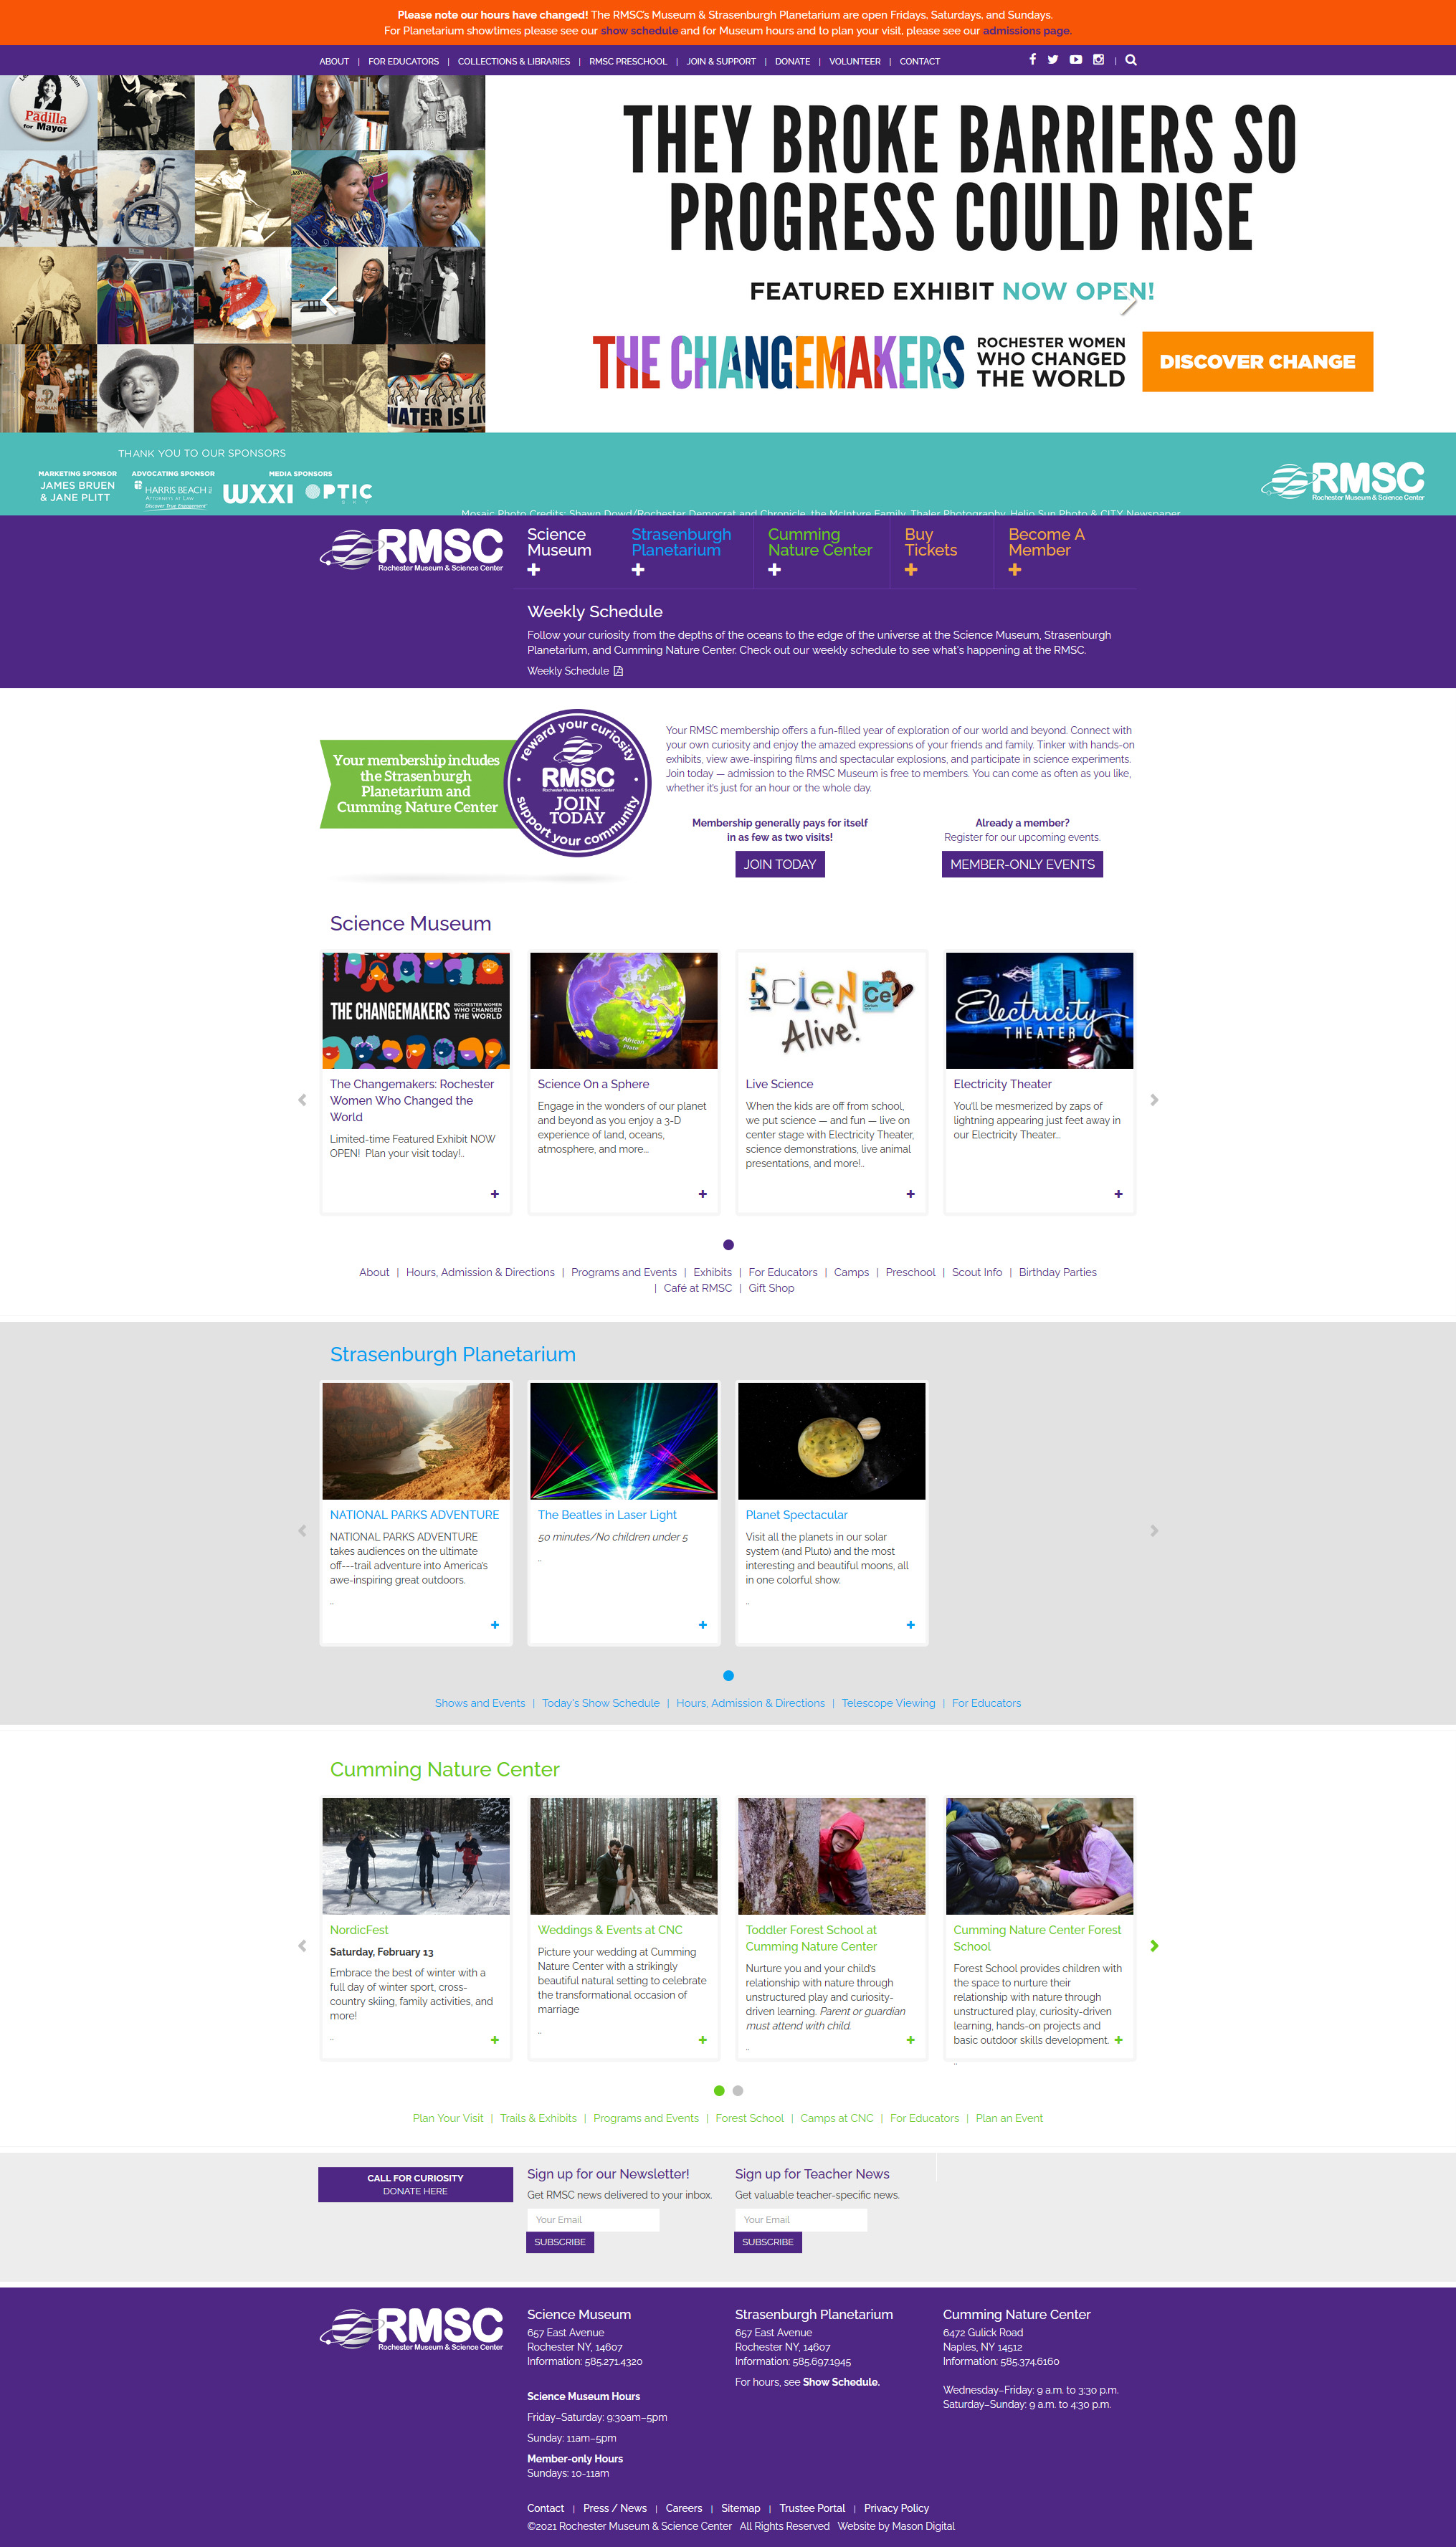 Please note our hours have changed! The RMSC's Museum & Strasenburgh Planetarium are open Fridays, Saturdays, and Sundays.
For Planetarium showtimes please see our show schedule and for Museum hours and to plan your visit, please see our admissions page.
ABOUT | FOR EDUCATORS | COLLECTIONS & LIBRARIES | RMSC PRESCHOOL | JOIN & SUPPORT | DONATE | VOLUNTEER | CONTACT
Padilla
for Mayor
THEY BROKE BARRIERS SO
PROGRESS COULD RISE
FEATURED EXHIBIT NOW OPEN!
THE CHANGEMAKERS
ROCHESTER WOMEN
WHO CHANGED
THE WORLD
DISCOVER CHANGE
WATER IS LI
THANK YOU TO OUR SPONSORS
MARKETING SPONSOR
JAMES BRUEN
& JANE PLITT
ADVOCATING SPONSOR
HARRIS BEACH
ATTORNEYS AT LAW
Discover True Engagement
MEDIA SPONSORS
WXXI OPTIC
RMSC
Rochester Museum & Science Center
Mosaic Photo Credits: Shawn Dowd/Rochester Democrat and Chronicle, the McIntyre Family, Thaler Photography, Helio Sun Photo & CITY Newspaper
RMSC
Rochester Museum & Science Center
Science
Museum
Strasenburgh
Planetarium
Cumming
Nature Center
Buy
Tickets
Become A
Member
Weekly Schedule
Follow your curiosity from the depths of the oceans to the edge of the universe at the Science Museum, Strasenburgh
Planetarium, and Cumming Nature Center. Check out our weekly schedule to see what's happening at the RMSC.
Weekly Schedule
Your membership includes
the Strasenburgh
Planetarium and
Cumming Nature Center
reward your curiosity
RMSC
Rochester Museum & Science Center
JOIN
TODAY
support your community
Your RMSC membership offers a fun-filled year of exploration of our world and beyond. Connect with
your own curiosity and enjoy the amazed expressions of your friends and family. Tinker with hands-on
exhibits, view awe-inspiring films and spectacular explosions, and participate in science experiments.
Join today — admission to the RMSC Museum is free to members. You can come as often as you like,
whether it's just for an hour or the whole day.
Membership generally pays for itself
in as few as two visits!
JOIN TODAY
Already a member?
Register for our upcoming events.
MEMBER-ONLY EVENTS
Science Museum
THE CHANGEMAKERS
ROCHESTER WOMEN
WHO CHANGED
THE WORLD
The Changemakers: Rochester
Women Who Changed the
World
Limited-time Featured Exhibit NOW
OPEN! Plan your visit today!..
African
Plate
Science On a Sphere
Engage in the wonders of our planet
and beyond as you enjoy a 3-D
experience of land, oceans,
atmosphere, and more...
ScieNCe
Alive!
Live Science
When the kids are off from school,
we put science — and fun — live on
center stage with Electricity Theater,
science demonstrations, live animal
presentations, and more!..
Electricity
THEATER
Electricity Theater
You'll be mesmerized by zaps of
lightning appearing just feet away in
our Electricity Theater...
About | Hours, Admission & Directions | Programs and Events | Exhibits | For Educators | Camps | Preschool | Scout Info | Birthday Parties
| Café at RMSC | Gift Shop
Strasenburgh Planetarium
NATIONAL PARKS ADVENTURE
NATIONAL PARKS ADVENTURE
takes audiences on the ultimate
off---trail adventure into America's
awe-inspiring great outdoors.
..
The Beatles in Laser Light
50 minutes/No children under 5
..
Planet Spectacular
Visit all the planets in our solar
system (and Pluto) and the most
interesting and beautiful moons, all
in one colorful show.
..
Shows and Events | Today's Show Schedule | Hours, Admission & Directions | Telescope Viewing | For Educators
Cumming Nature Center
NordicFest
Saturday, February 13
Embrace the best of winter with a
full day of winter sport, cross-
country skiing, family activities, and
more!
..
Weddings & Events at CNC
Picture your wedding at Cumming
Nature Center with a strikingly
beautiful natural setting to celebrate
the transformational occasion of
marriage
..
Toddler Forest School at
Cumming Nature Center
Nurture you and your child's
relationship with nature through
unstructured play and curiosity-
driven learning. Parent or guardian
must attend with child.
..
Cumming Nature Center Forest
School
Forest School provides children with
the space to nurture their
relationship with nature through
unstructured play, curiosity-driven
learning, hands-on projects and
basic outdoor skills development.
..
Plan Your Visit | Trails & Exhibits | Programs and Events | Forest School | Camps at CNC | For Educators | Plan an Event
CALL FOR CURIOSITY
DONATE HERE
Sign up for our Newsletter!
Get RMSC news delivered to your inbox.
Your Email
SUBSCRIBE
Sign up for Teacher News
Get valuable teacher-specific news.
Your Email
SUBSCRIBE
RMSC
Rochester Museum & Science Center
Science Museum
657 East Avenue
Rochester NY, 14607
Information: 585.271.4320
Science Museum Hours
Friday–Saturday: 9:30am–5pm
Sunday: 11am–5pm
Member-only Hours
Sundays: 10-11am
Strasenburgh Planetarium
657 East Avenue
Rochester NY, 14607
Information: 585.697.1945
For hours, see Show Schedule.
Cumming Nature Center
6472 Gulick Road
Naples, NY 14512
Information: 585.374.6160
Wednesday–Friday: 9 a.m. to 3:30 p.m.
Saturday–Sunday: 9 a.m. to 4:30 p.m.
Contact | Press / News | Careers | Sitemap | Trustee Portal | Privacy Policy
©2021 Rochester Museum & Science Center All Rights Reserved Website by Mason Digital